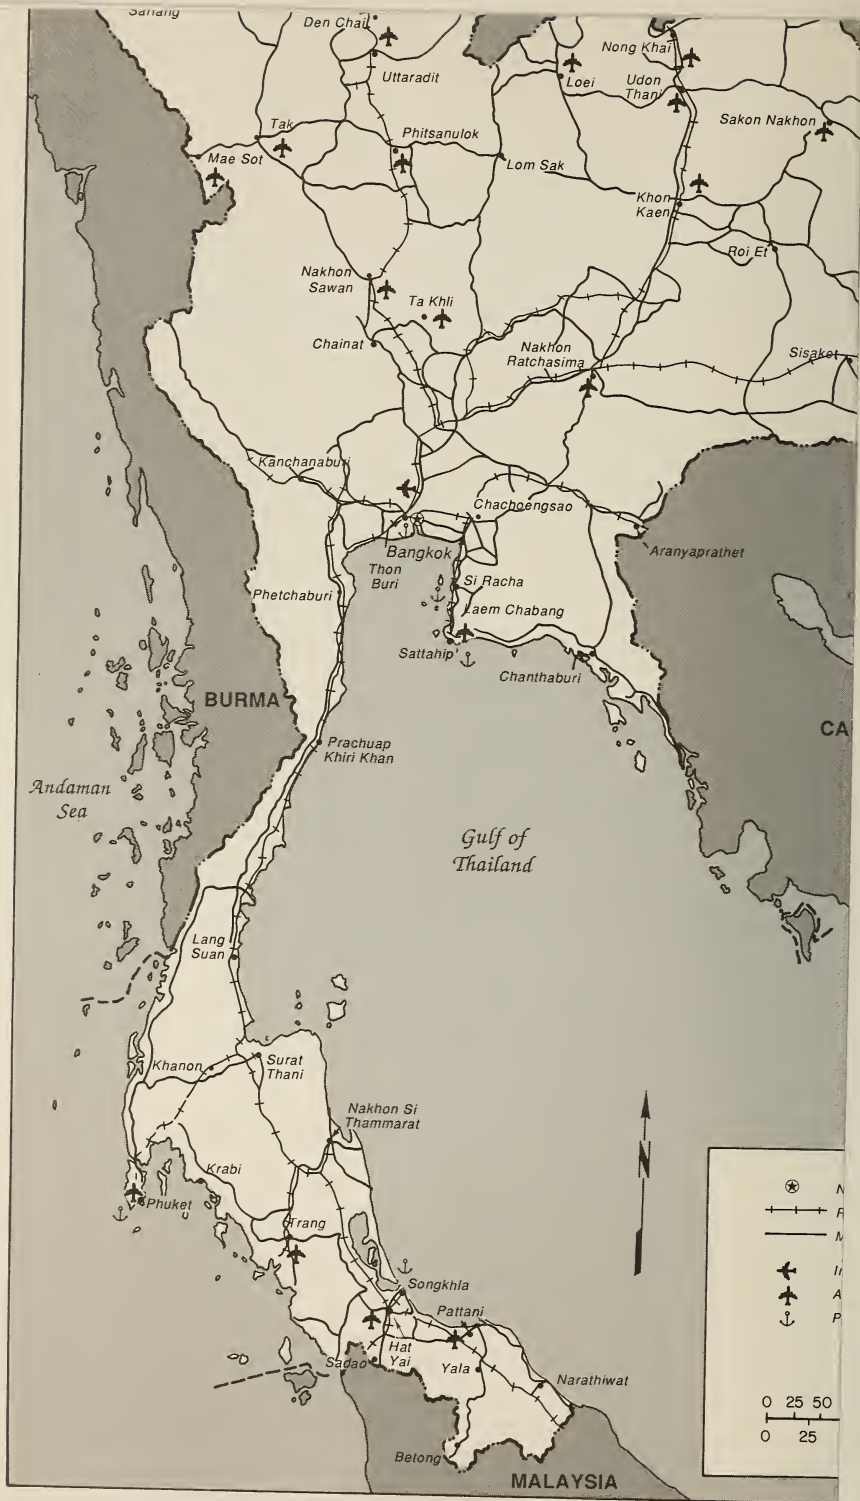 Sanang
Den Chai
Uttaradit
Nong Khai
Loei
Udon
Thani
Sakon Nakhon
Tak
Phitsanulok
Mae Sot
Lom Sak
Khon
Kaen
Roi Et
Nakhon
Sawan
Ta Khli
Chainat
Nakhon
Ratchasima
Sisaket
Kanchanaburi
Chachoengsao
Bangkok
Aranyaprathet
Thon
Buri
Si Racha
Phetchaburi
Laem Chabang
Sattahip
Chanthaburi
BURMA
CA
Prachuap
Khiri Khan
Andaman
Sea
Gulf of
Thailand
Lang
Suan
Khanon
Surat
Thani
Nakhon Si
Thammarat
N
Krabi
Phuket
Trang
N
R
M
In
A
P
Songkhla
Pattani
Hat
Yai
Sadao
Yala
Narathiwat
0 25 50
0 25
Betong
MALAYSIA